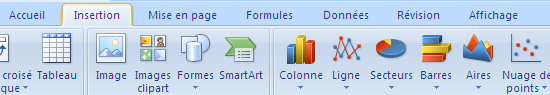 Accueil Insertion Mise en page Formules Données Révision Affichage
croisé Tableau Image Images Formes SmartArt Colonne Ligne Secteurs Barres Aires Nuage de
que clipart points